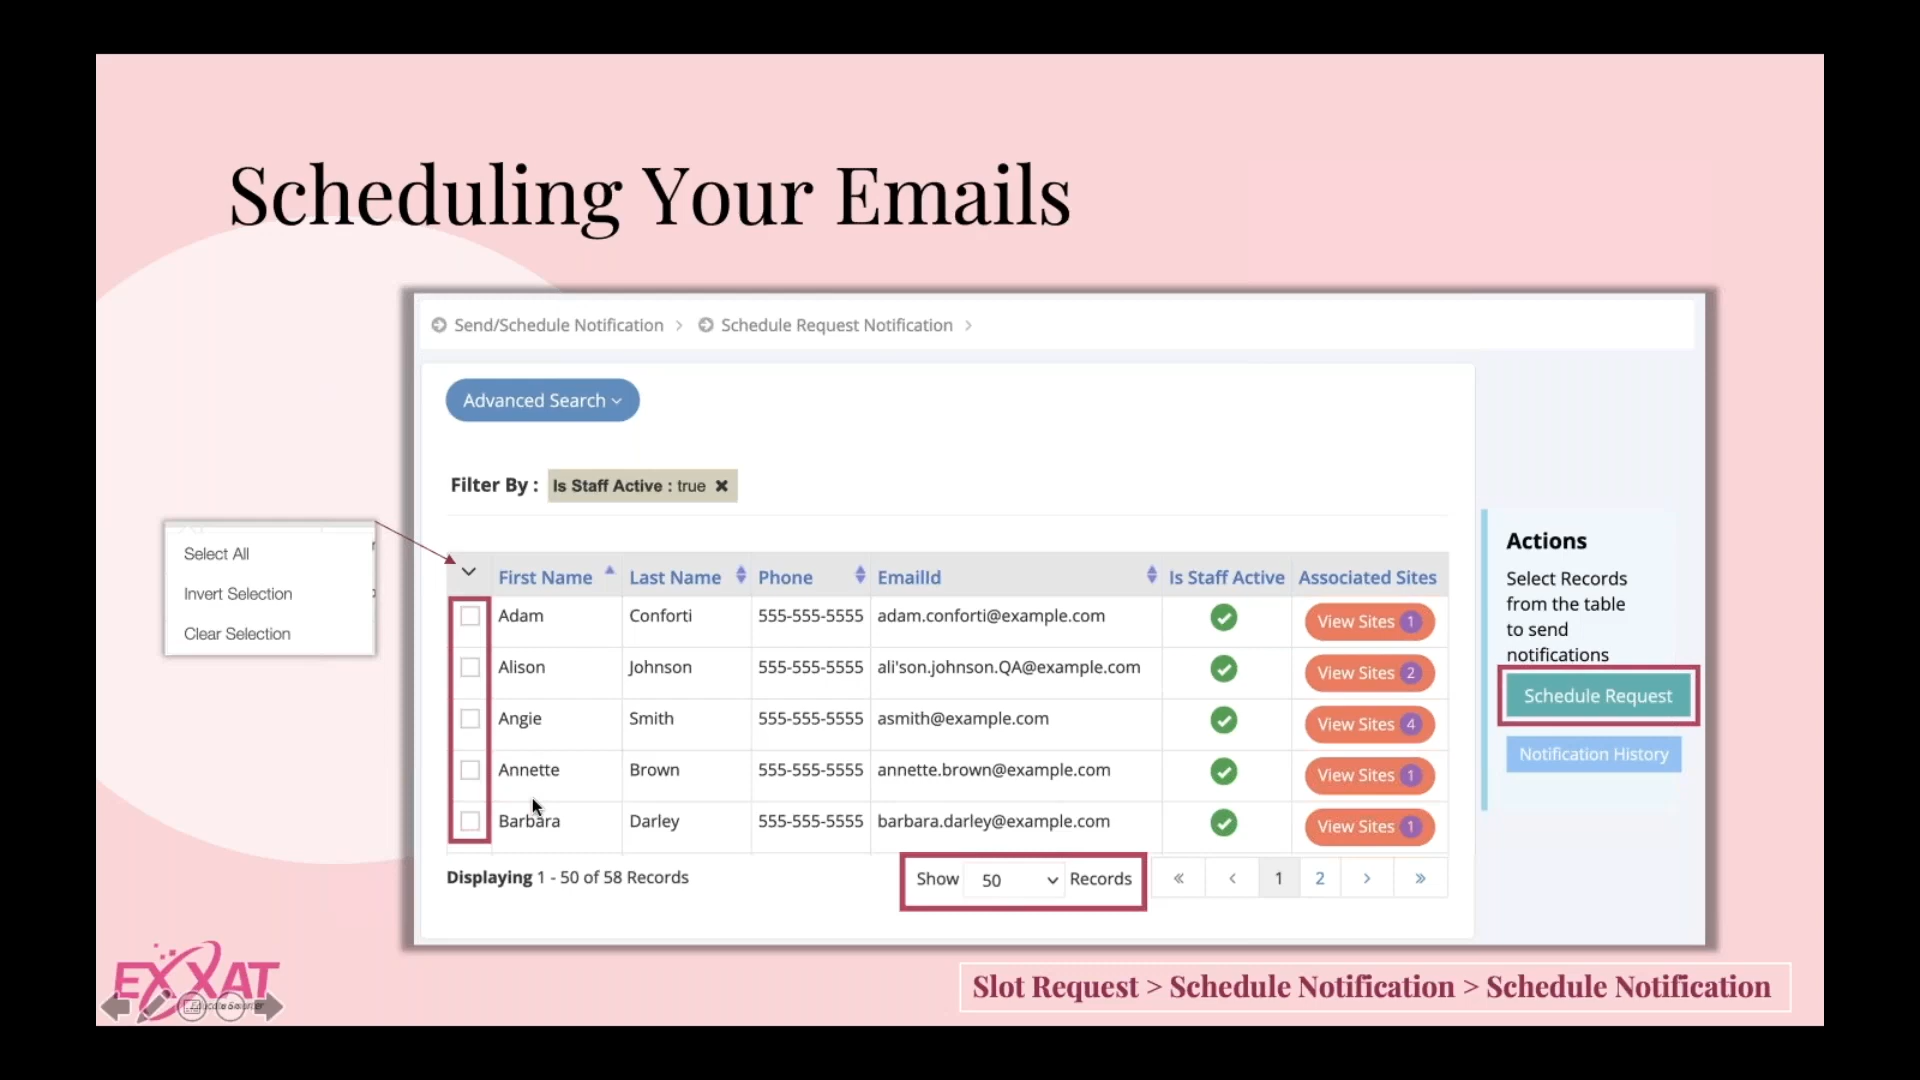 Scheduling Your Emails
Send/Schedule Notification > Schedule Request Notification >
Advanced Search
Filter By : Is Staff Active : true ✖
Select All
Invert Selection
Clear Selection
First Name Last Name Phone EmailId Is Staff Active Associated Sites
Adam Conforti 555-555-5555 adam.conforti@example.com View Sites 1
Alison Johnson 555-555-5555 ali'son.johnson.QA@example.com View Sites 2
Angie Smith 555-555-5555 asmith@example.com View Sites 4
Annette Brown 555-555-5555 annette.brown@example.com View Sites 1
Barbara Darley 555-555-5555 barbara.darley@example.com View Sites 1
Displaying 1 - 50 of 58 Records Show 50 Records « ‹ 1 2 › »
Actions
Select Records
from the table
to send
notifications
Schedule Request
Notification History
EXXAT
Slot Request > Schedule Notification > Schedule Notification